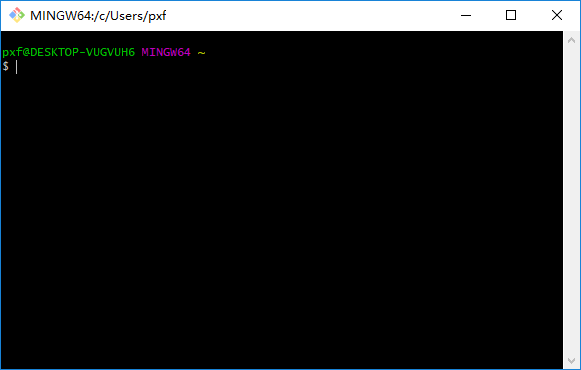 MINGW64:/c/Users/pxf
pxf@DESKTOP-VUGVUH6 MINGW64 ~
$